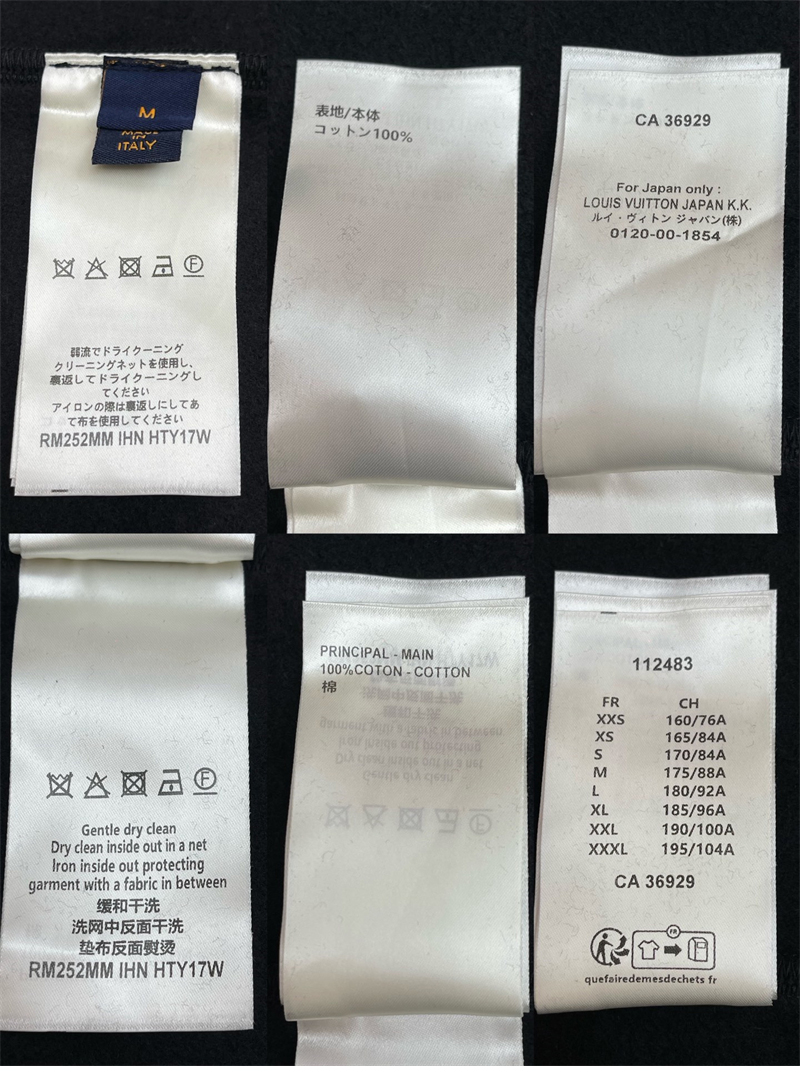 M
MADE
IN
ITALY
F
弱流でドライクーニング
クリーニングネットを使用し、
裏返してドライクーニングし
てください
アイロンの際は裏返しにしてあ
て布を使用してください
RM252MM IHN HTY17W
表地/本体
コットン100%
CA 36929
For Japan only :
LOUIS VUITTON JAPAN K.K.
ルイ・ヴィトン ジャパン(株)
0120-00-1854
F
Gentle dry clean
Dry clean inside out in a net
Iron inside out protecting
garment with a fabric in between
缓和干洗
洗网中反面干洗
垫布反面熨烫
RM252MM IHN HTY17W
PRINCIPAL - MAIN
100%COTON - COTTON
棉
112483
FR CH
XXS 160/76A
XS 165/84A
S 170/84A
M 175/88A
L 180/92A
XL 185/96A
XXL 190/100A
XXXL 195/104A
CA 36929
FR
quefairedemesdechets fr